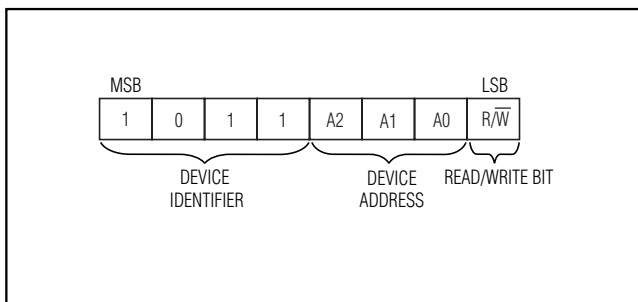 MSB LSB
1 0 1 1 A2 A1 A0 R/W̅
DEVICE IDENTIFIER DEVICE ADDRESS READ/WRITE BIT